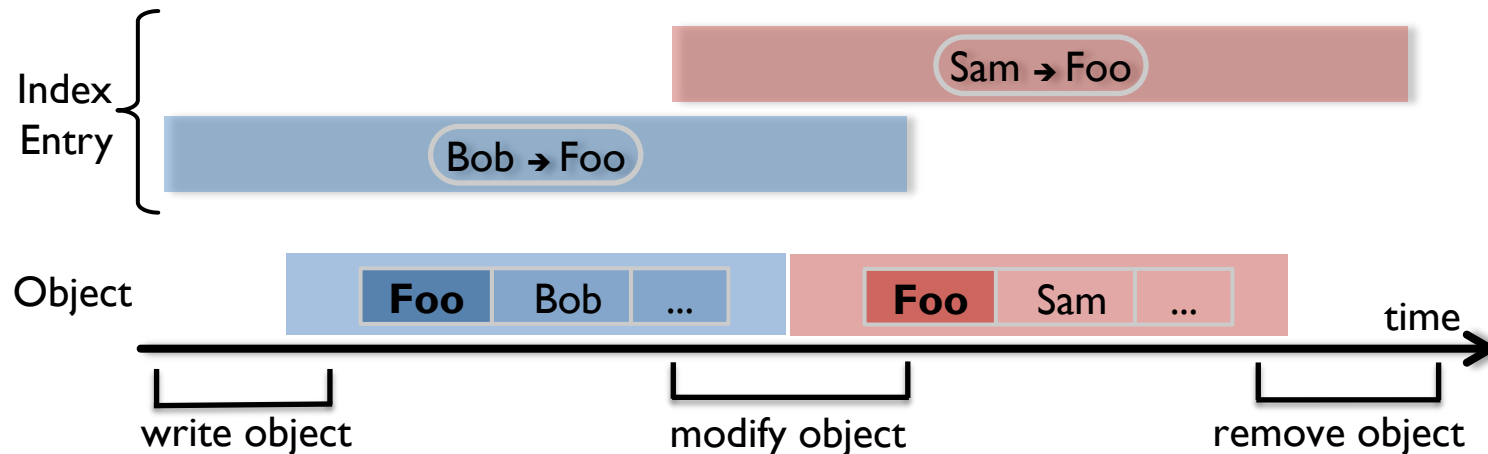 Sam → Foo
Index
Entry
Bob → Foo
Object
Foo Bob ...
Foo Sam ...
time
write object
modify object
remove object